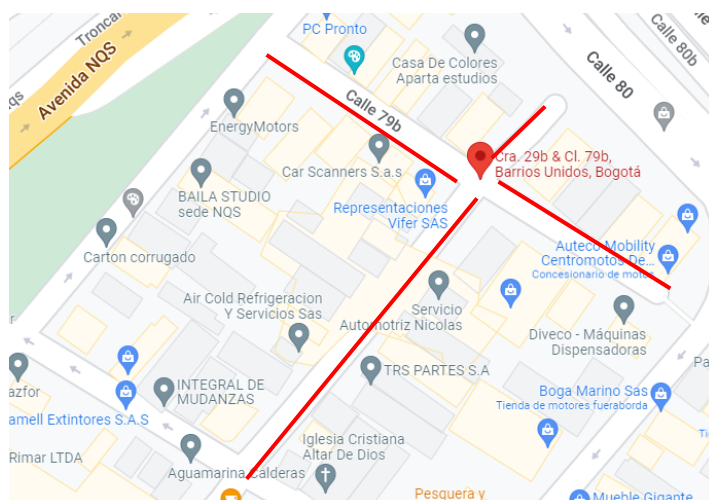 Troncal
nqs
Avenida NQS
PC Pronto
Casa De Colores
Aparta estudios
Calle 80
Calle 80b
Calle 79b
EnergyMotors
Car Scanners S.a.s
Cra. 29b & Cl. 79b,
Barrios Unidos, Bogotá
BAILA STUDIO
sede NQS
Representaciones
Vifer SAS
Carton corrugado
Auteco Mobility
Centromotos De...
Concesionario de motos
Air Cold Refrigeracion
Y Servicios Sas
Servicio
Automotriz Nicolas
Diveco - Máquinas
Dispensadoras
TRS PARTES S.A
INTEGRAL DE
MUDANZAS
Boga Marino Sas
Tienda de motores fueraborda
Pa
azfor
amell Extintores S.A.S
Iglesia Cristiana
Altar De Dios
Rimar LTDA
Aguamarina Calderas
Pesquera y
Mueble Gigante